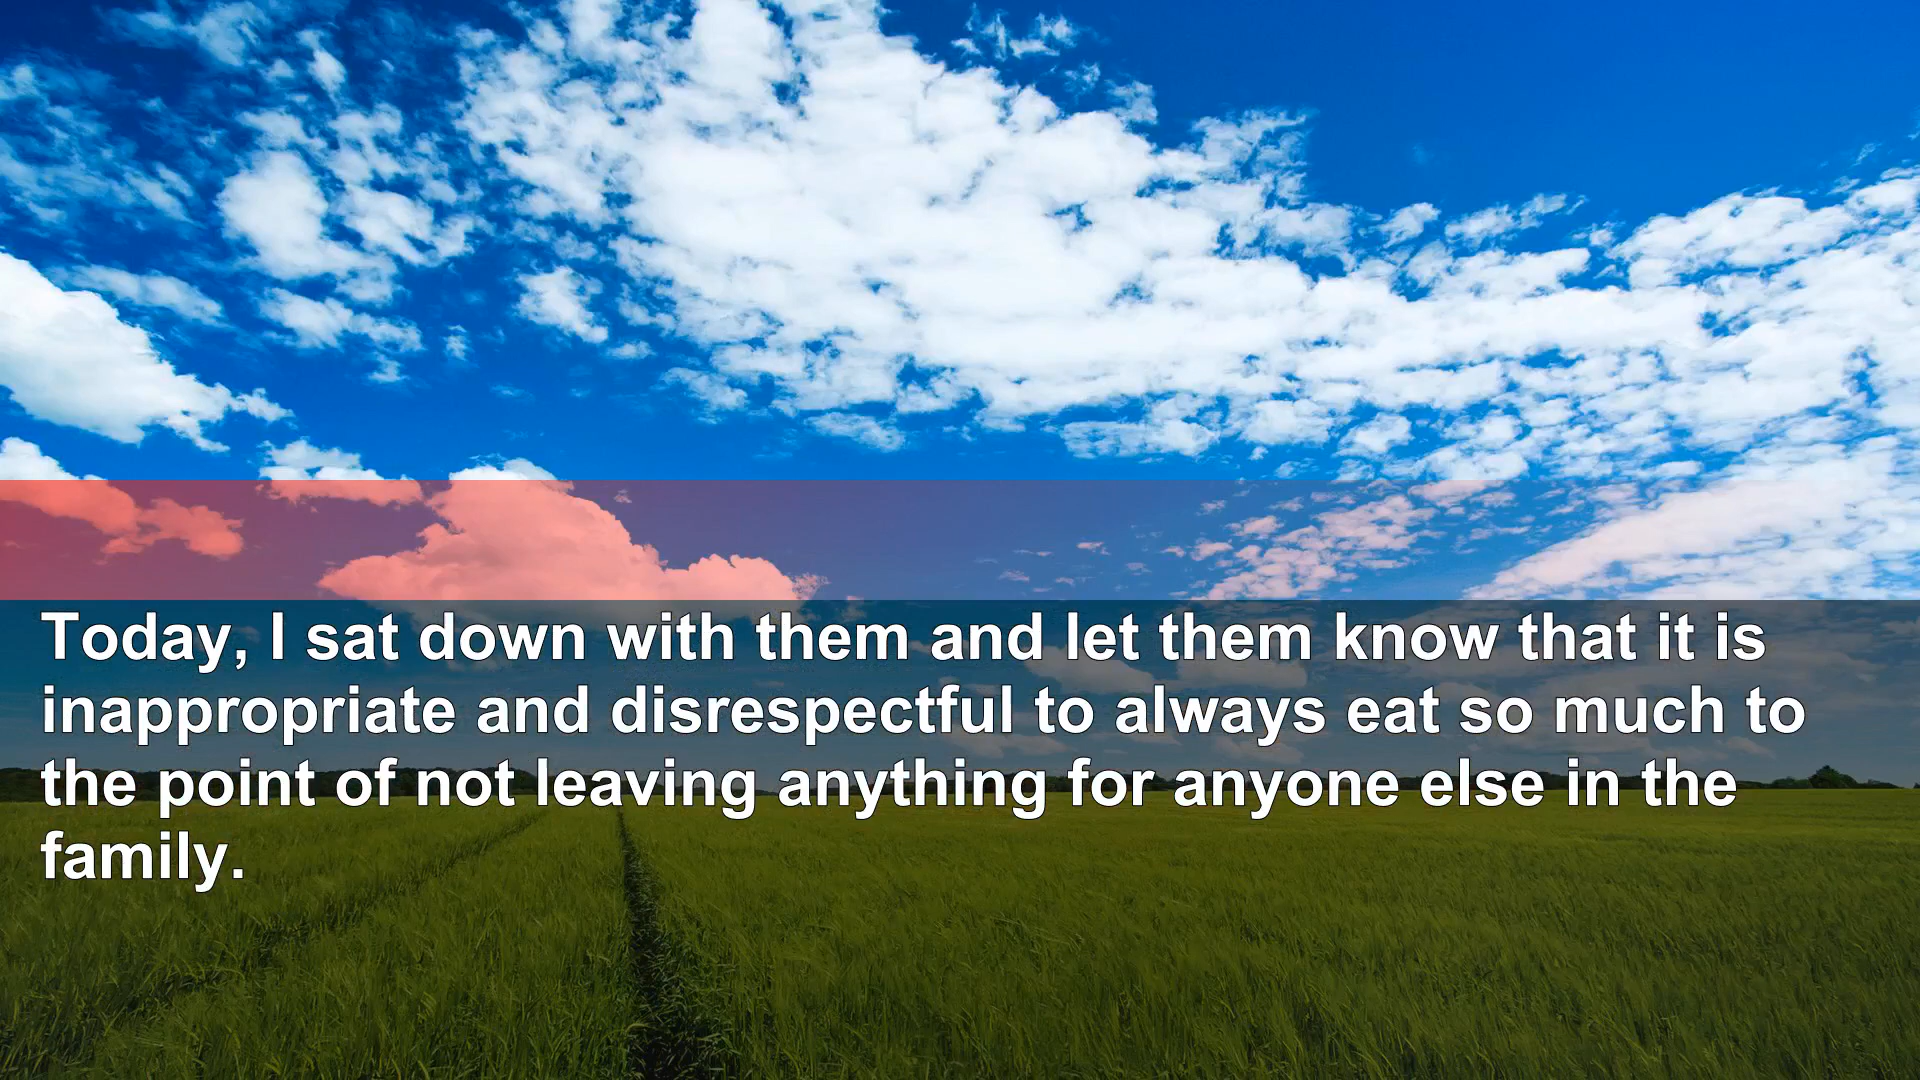 Today, I sat down with them and let them know that it is
inappropriate and disrespectful to always eat so much to
the point of not leaving anything for anyone else in the
family.